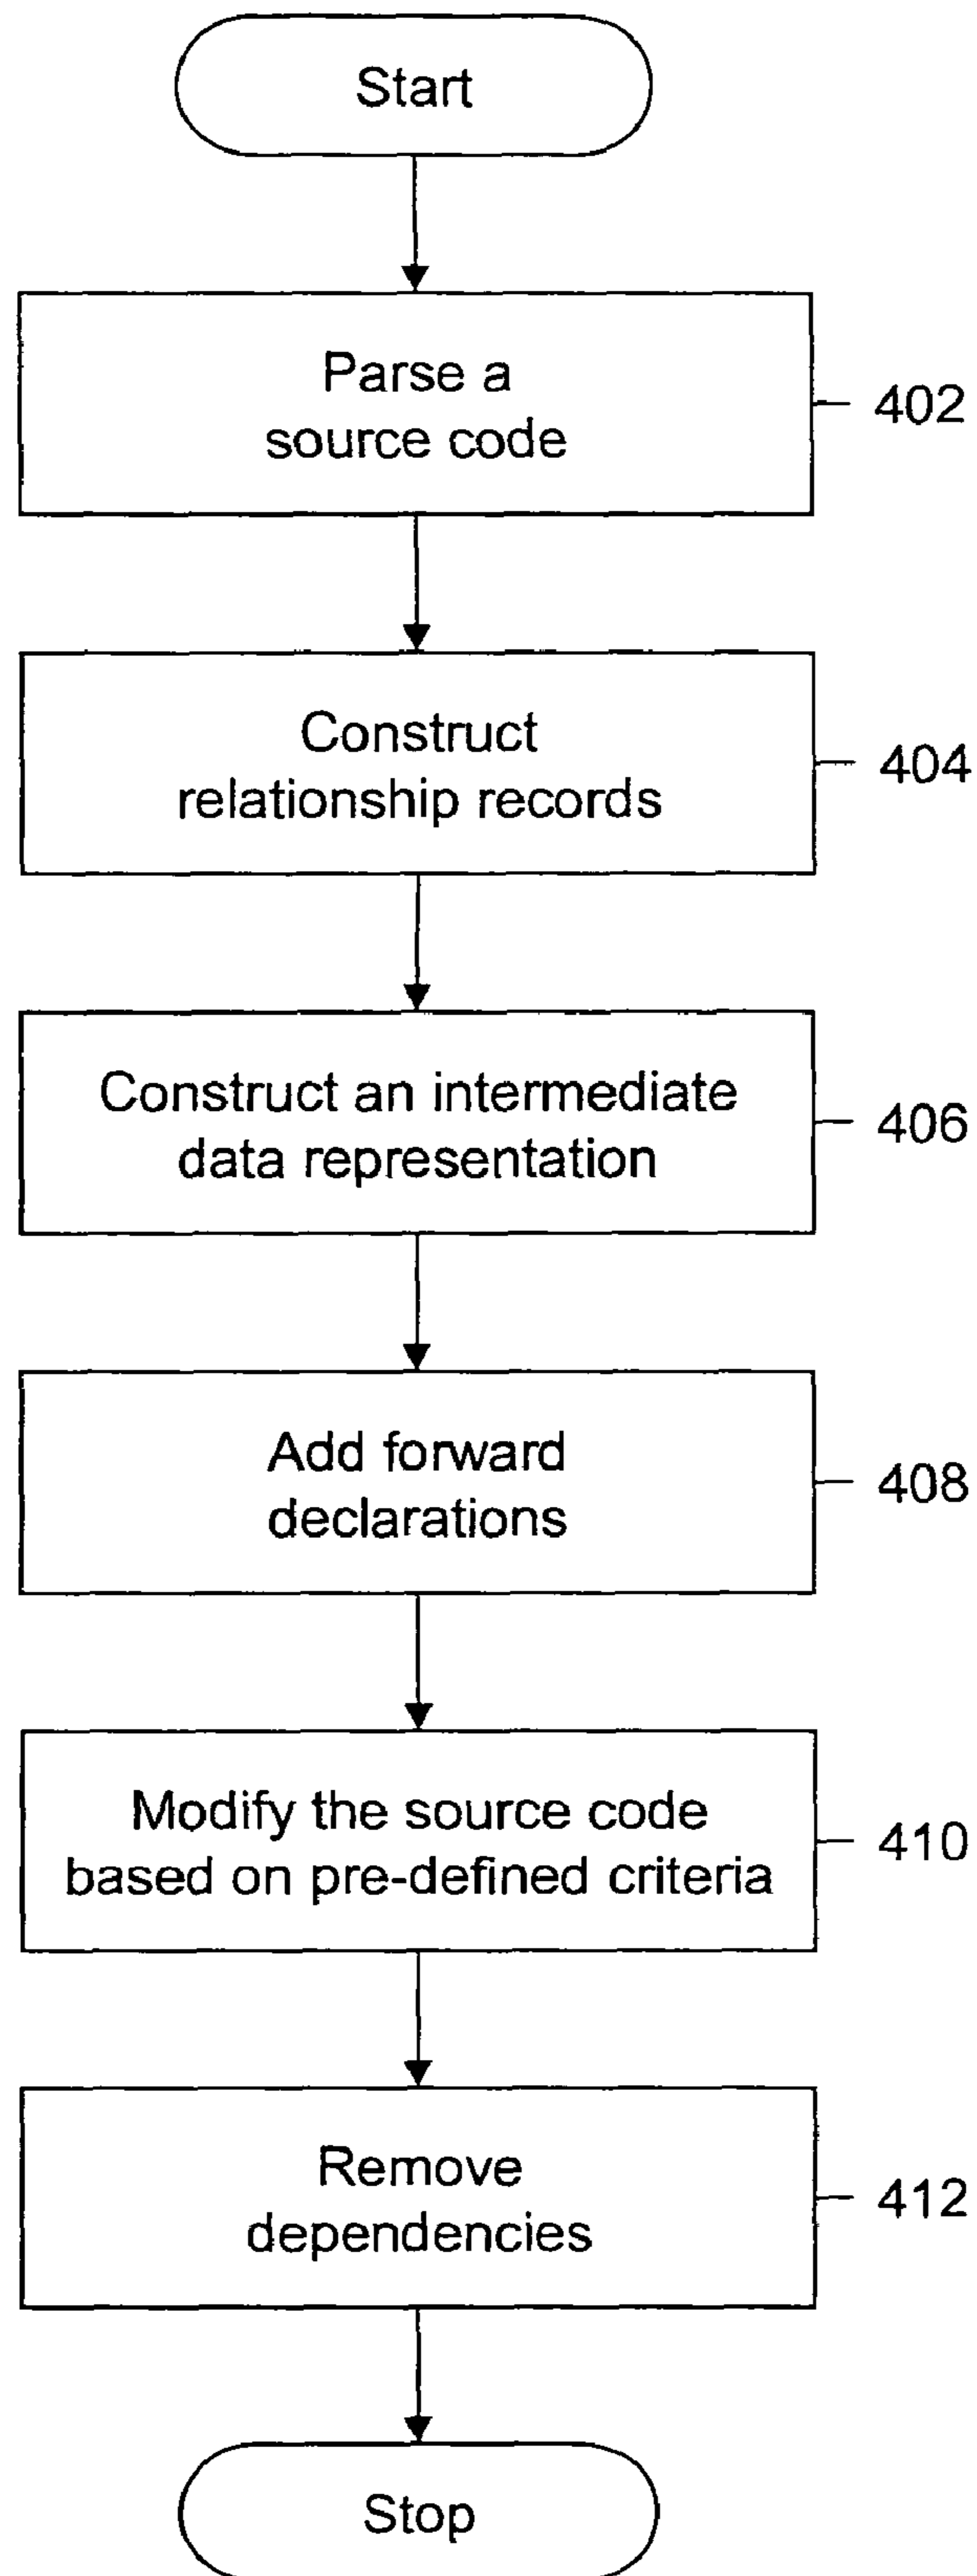 Start
Parse a
source code
402
Construct
relationship records
404
Construct an intermediate
data representation
406
Add forward
declarations
408
Modify the source code
based on pre-defined criteria
410
Remove
dependencies
412
Stop